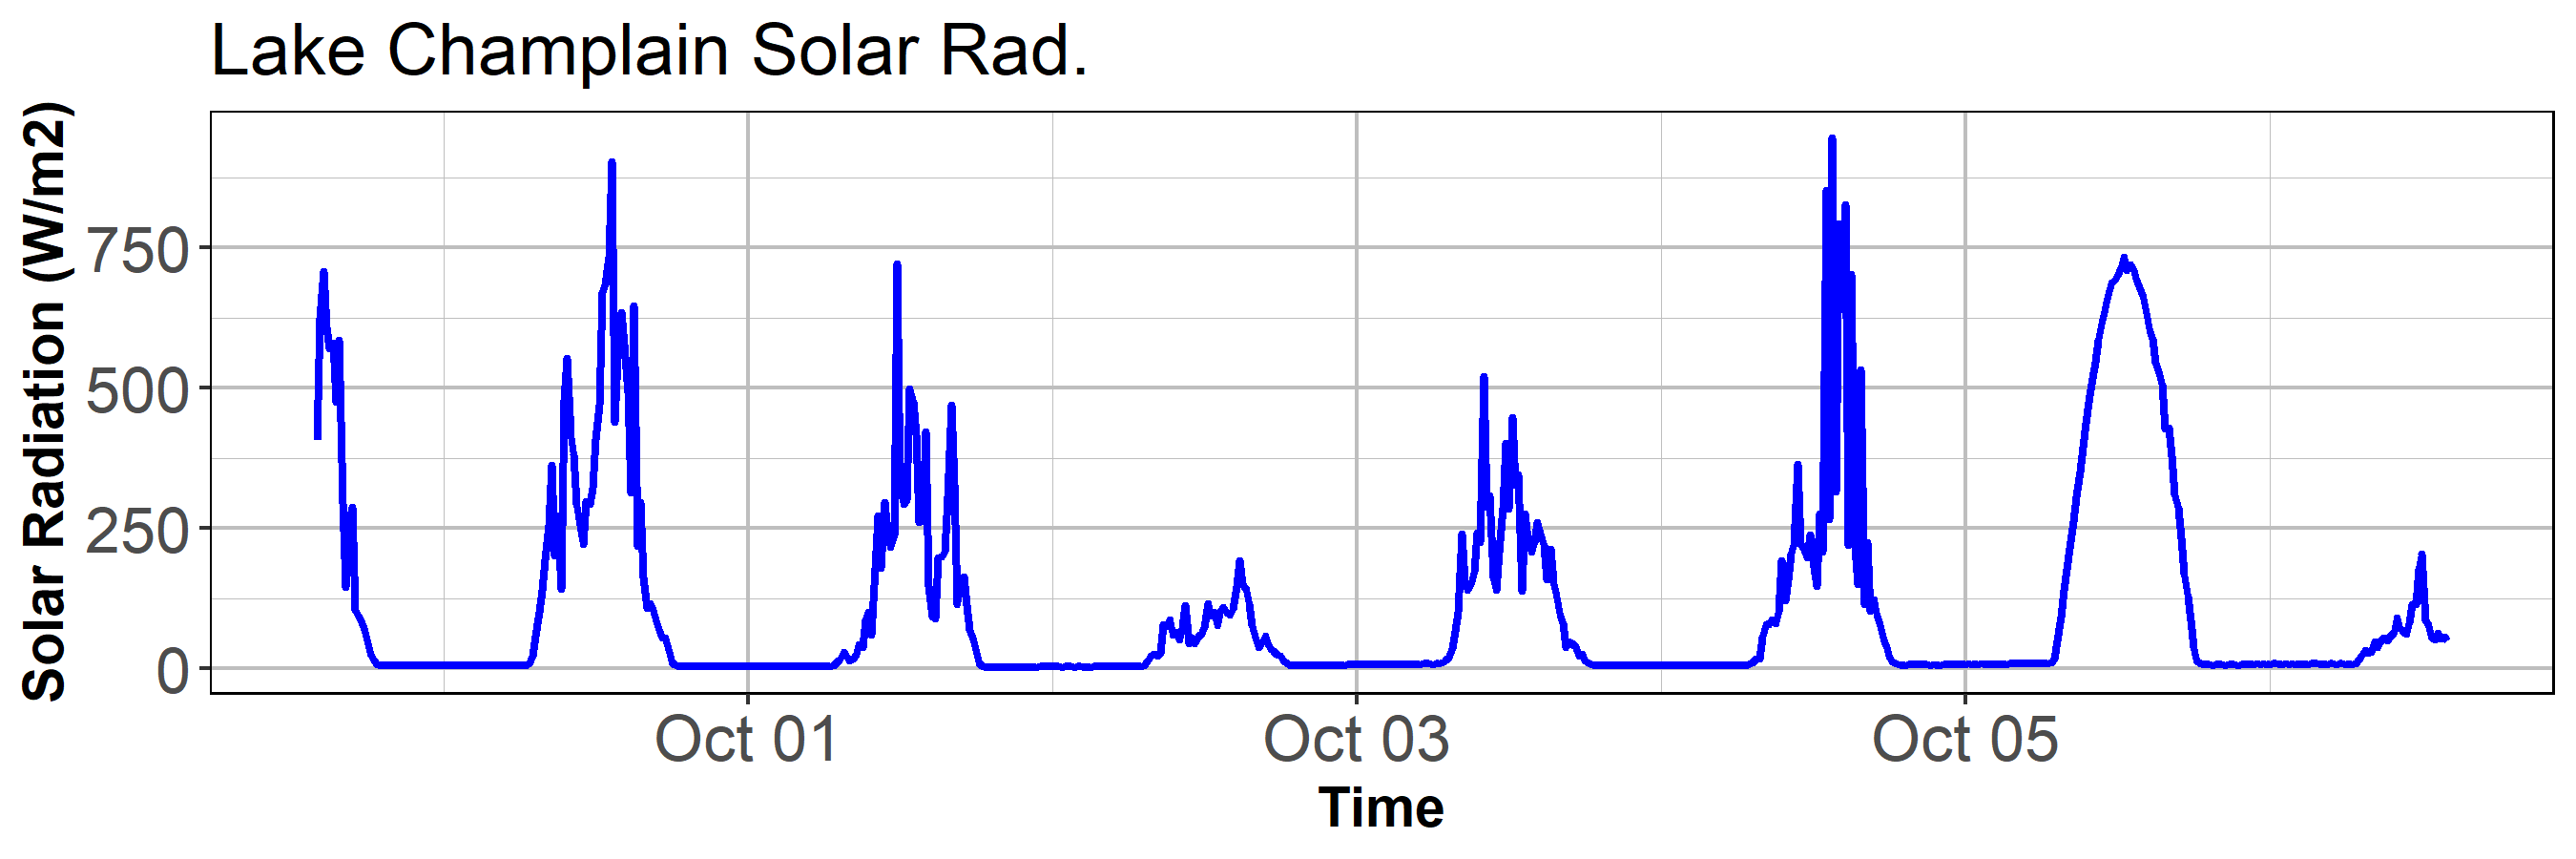 Lake Champlain Solar Rad.
Solar Radiation (W/m2)
750
500
250
0
Oct 01
Oct 03
Oct 05
Time